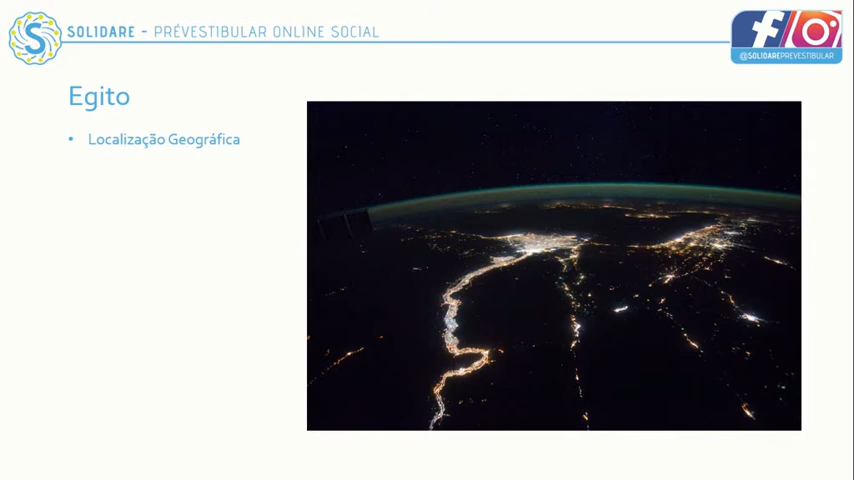 SOLIDARE - PRÉVESTIBULAR ONLINE SOCIAL
@SOLIDAREPREVESTIBULAR
Egito
• Localização Geográfica